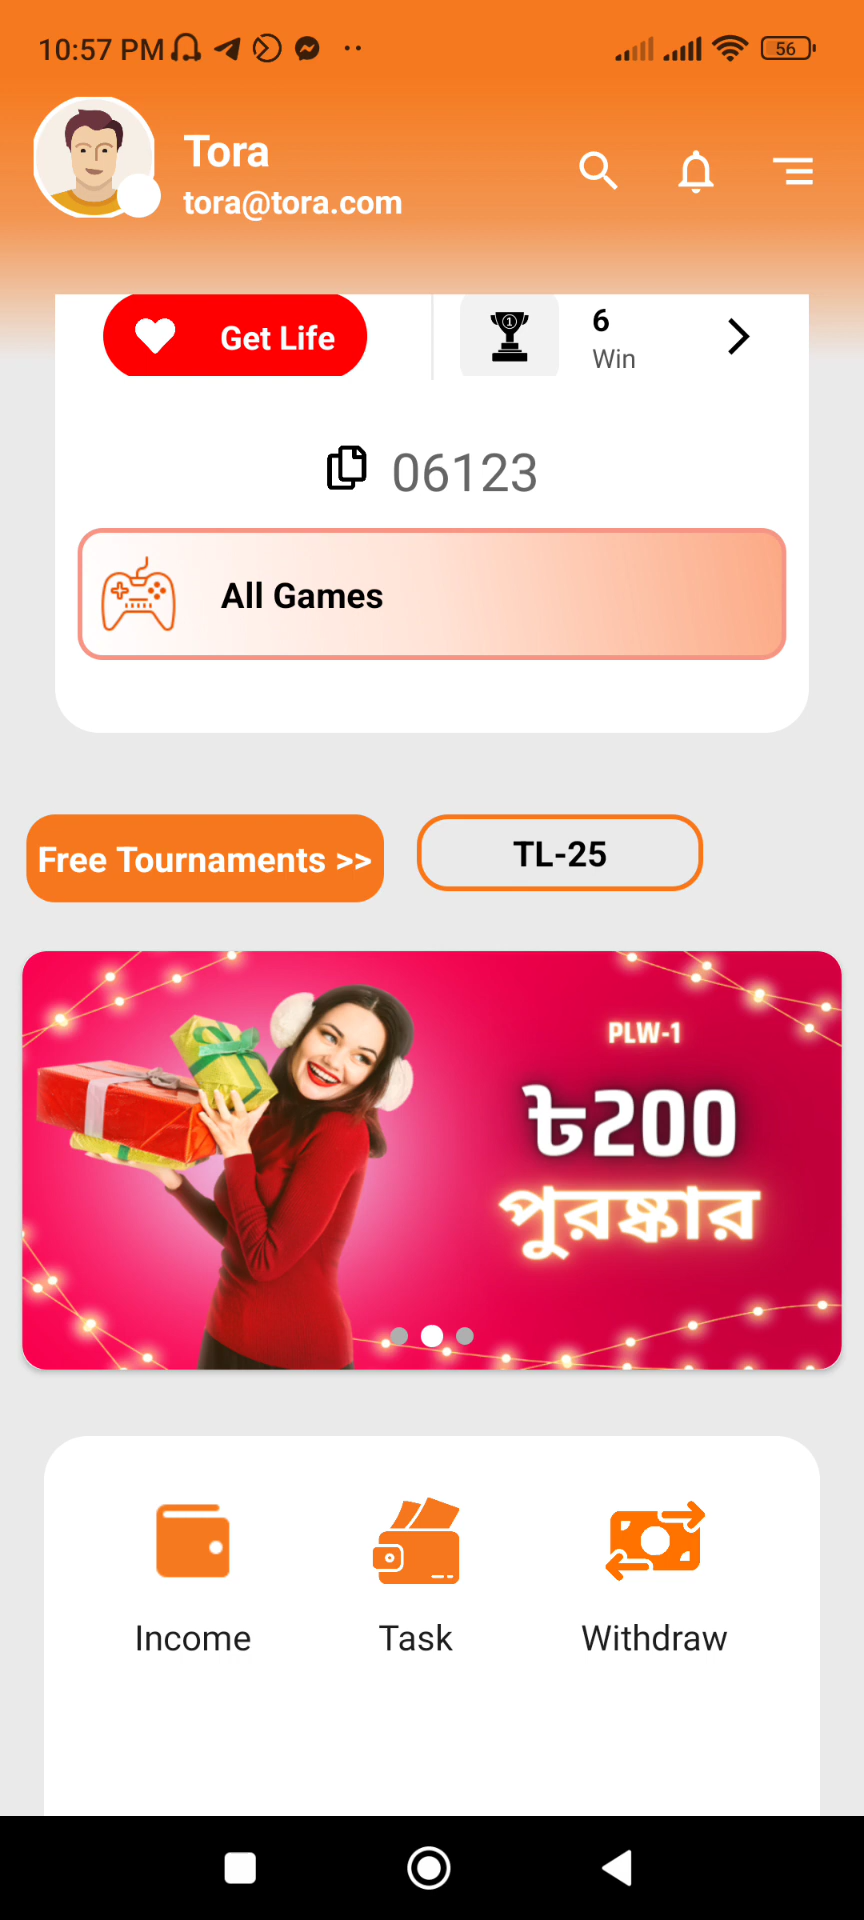 10:57 PM
56
Tora
tora@tora.com
Get Life
6
Win
06123
All Games
Free Tournaments >>
TL-25
PLW-1
৳200
পুরষ্কার
Income
Task
Withdraw